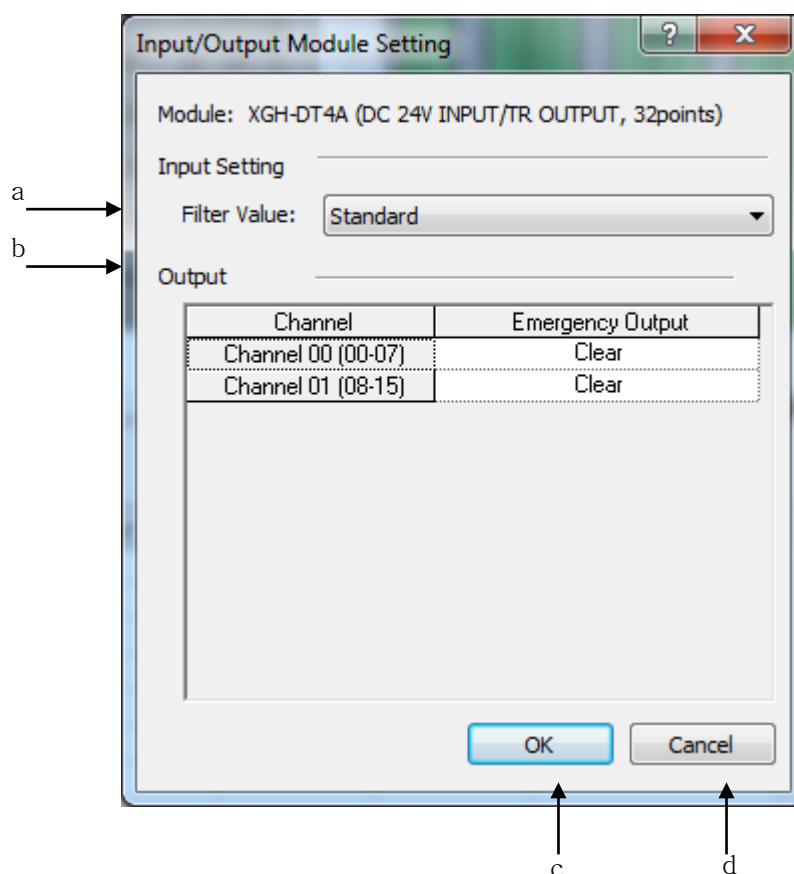 Input/Output Module Setting
?
x
Module: XGH-DT4A (DC 24V INPUT/TR OUTPUT, 32points)
Input Setting
a
Filter Value: Standard
b
Output
Channel Emergency Output
Channel 00 (00-07) Clear
Channel 01 (08-15) Clear
OK Cancel
c d